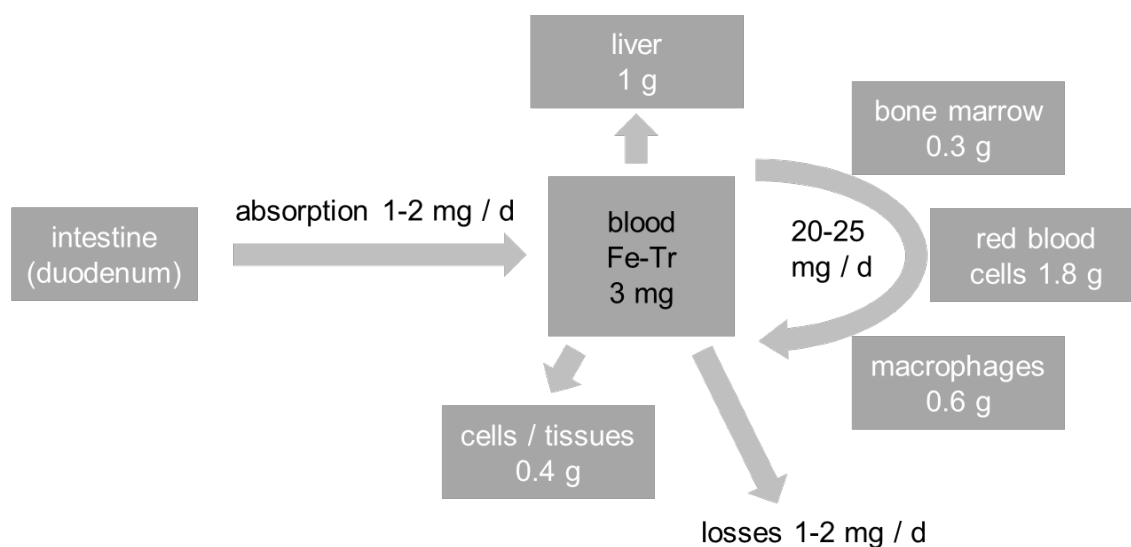 liver
1 g
bone marrow
0.3 g
absorption 1-2 mg / d
intestine
(duodenum)
blood
Fe-Tr
3 mg
20-25
mg / d
red blood
cells 1.8 g
macrophages
0.6 g
cells / tissues
0.4 g
losses 1-2 mg / d